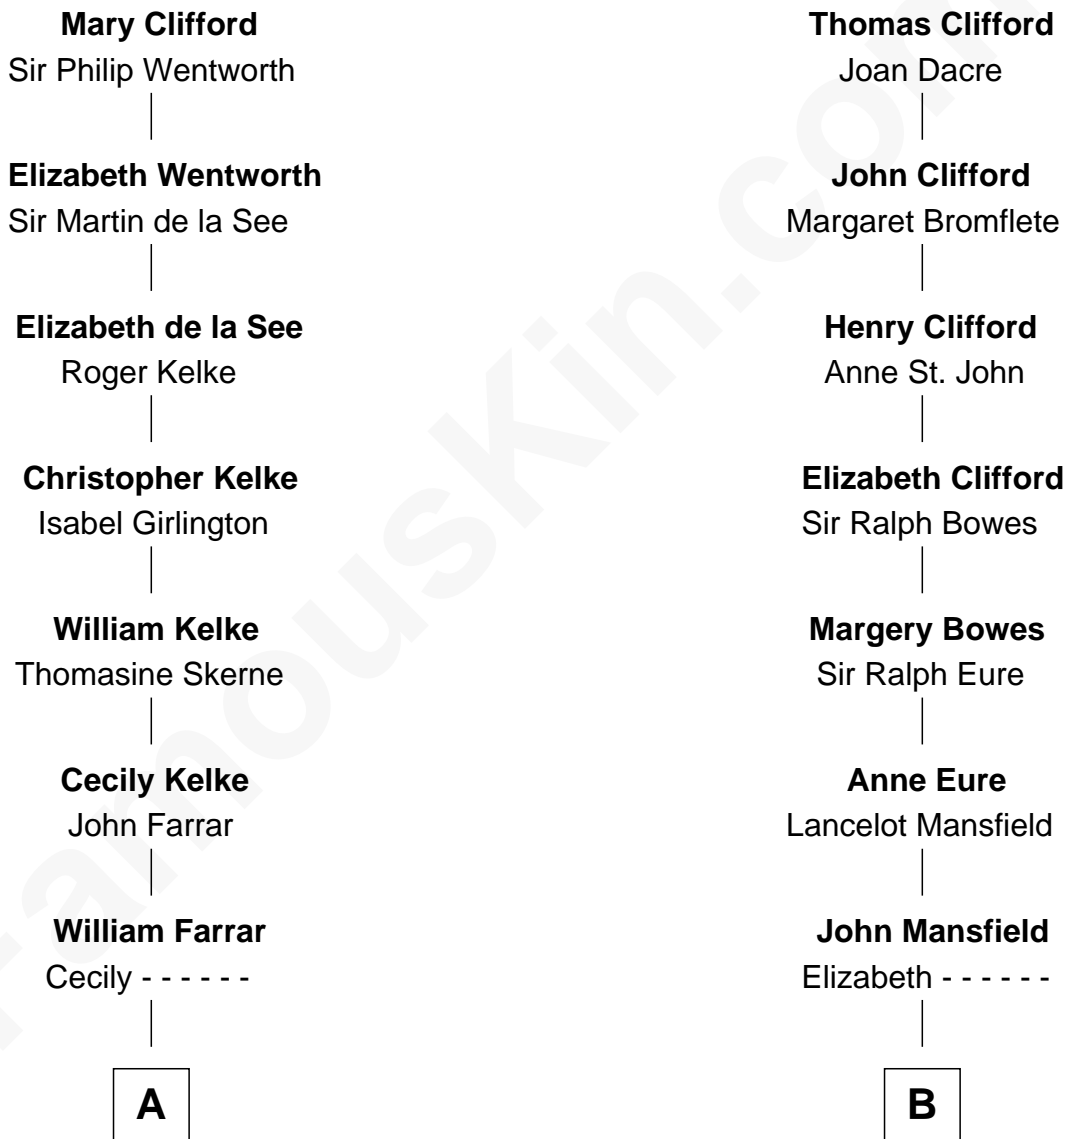 Mary Clifford
Sir Philip Wentworth
Elizabeth Wentworth
Sir Martin de la See
Elizabeth de la See
Roger Kelke
Christopher Kelke
Isabel Girlington
William Kelke
Thomasine Skerne
Cecily Kelke
John Farrar
William Farrar
Cecily - - - - - -
A
Thomas Clifford
Joan Dacre
John Clifford
Margaret Bromflete
Henry Clifford
Anne St. John
Elizabeth Clifford
Sir Ralph Bowes
Margery Bowes
Sir Ralph Eure
Anne Eure
Lancelot Mansfield
John Mansfield
Elizabeth - - - - - -
B
FamousKin.com